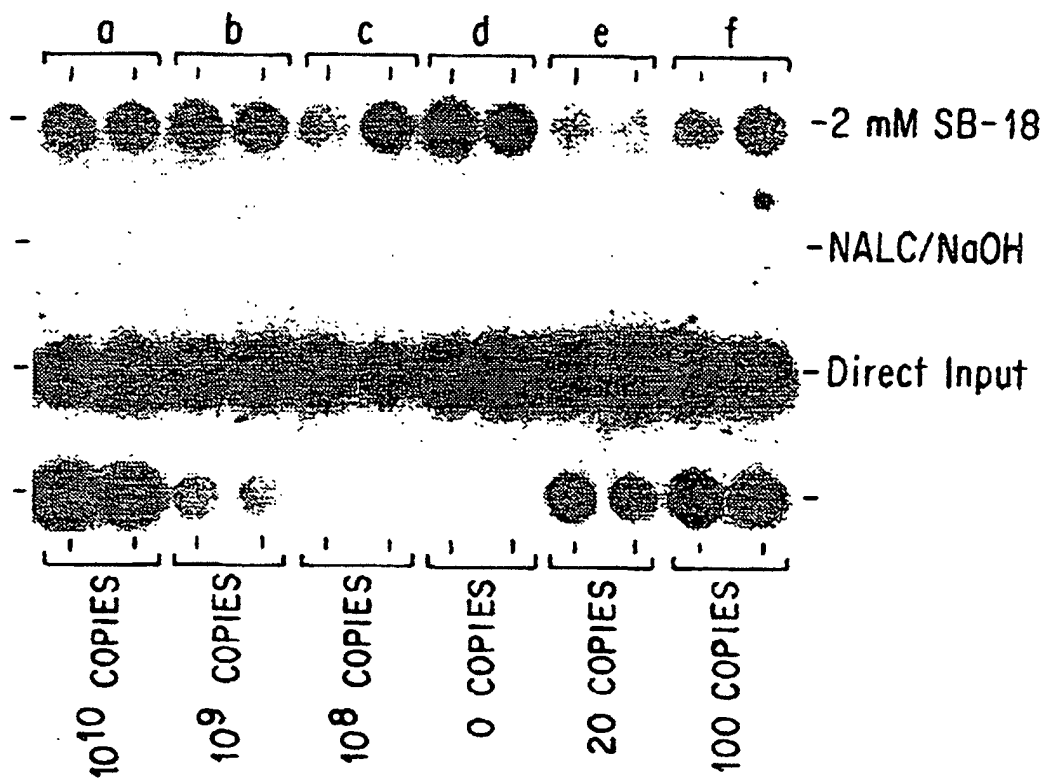 a b c d e f
-2 mM SB-18
-NALC/NaOH
-Direct Input
10¹⁰ COPIES
10⁹ COPIES
10⁸ COPIES
0 COPIES
20 COPIES
100 COPIES